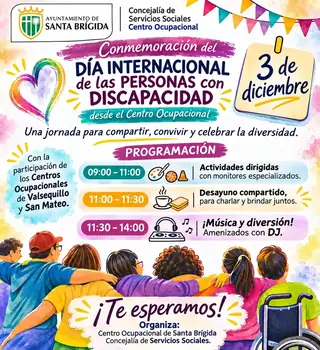 AYUNTAMIENTO DE
SANTA BRÍGIDA
Concejalía de
Servicios Sociales
Centro Ocupacional
Conmemoración del
DÍA INTERNACIONAL
de las PERSONAS con
DISCAPACIDAD
desde el Centro Ocupacional
3 de
diciembre
Una jornada para compartir, convivir y celebrar la diversidad.
PROGRAMACIÓN
Con la
participación de
los Centros
Ocupacionales
de Valsequillo
y San Mateo.
09:00 – 11:00
Actividades dirigidas
con monitores especializados.
11:00 – 11:30
Desayuno compartido,
para charlar y brindar juntos.
11:30 – 14:00
¡Música y diversión!
Amenizados con DJ.
¡Te esperamos!
Organiza:
Centro Ocupacional de Santa Brígida
Concejalía de Servicios Sociales.